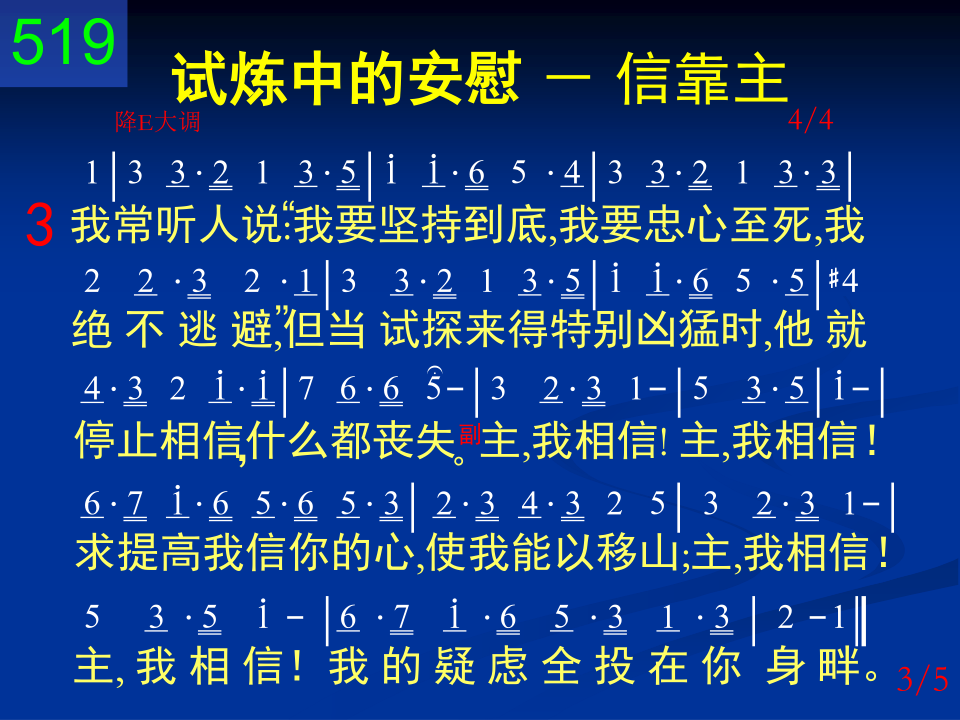 519
试炼中的安慰 － 信靠主
降E大调 4/4
1|3 3·2 1 3·5|i i·6 5·4|3 3·2 1 3·3|
3 我常听人说:“我要坚持到底,我要忠心至死,我
2 2·3 2·1|3 3·2 1 3·5|i i·6 5·5|♯4
绝不逃避,”但当试探来得特别凶猛时,他就
4·3 2 i·i|7 6·6 5－|3 2·3 1－|5 3·5|i－|
停止相信,什么都丧失。副主,我相信! 主,我相信！
6·7 i·6 5·6 5·3|2·3 4·3 2 5|3 2·3 1－|
求提高我信你的心,使我能以移山;主,我相信！
5 3·5 i－|6·7 i·6 5·3 1·3|2－1‖
主,我相信！我的疑虑全投在你身畔。
3/5